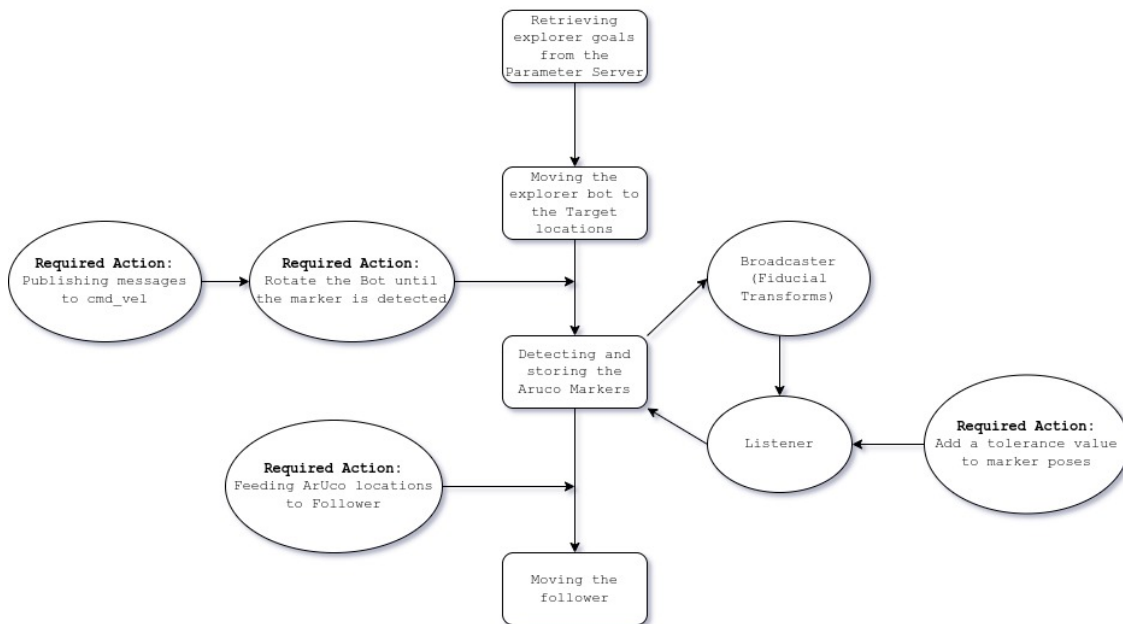 Retrieving
explorer goals
from the
Parameter Server
Moving the
explorer bot to
the Target
locations
Required Action:
Publishing messages
to cmd_vel
Required Action:
Rotate the Bot until
the marker is detected
Broadcaster
(Fiducial
Transforms)
Detecting and
storing the
Aruco Markers
Listener
Required Action:
Add a tolerance value
to marker poses
Required Action:
Feeding ArUco locations
to Follower
Moving the
follower